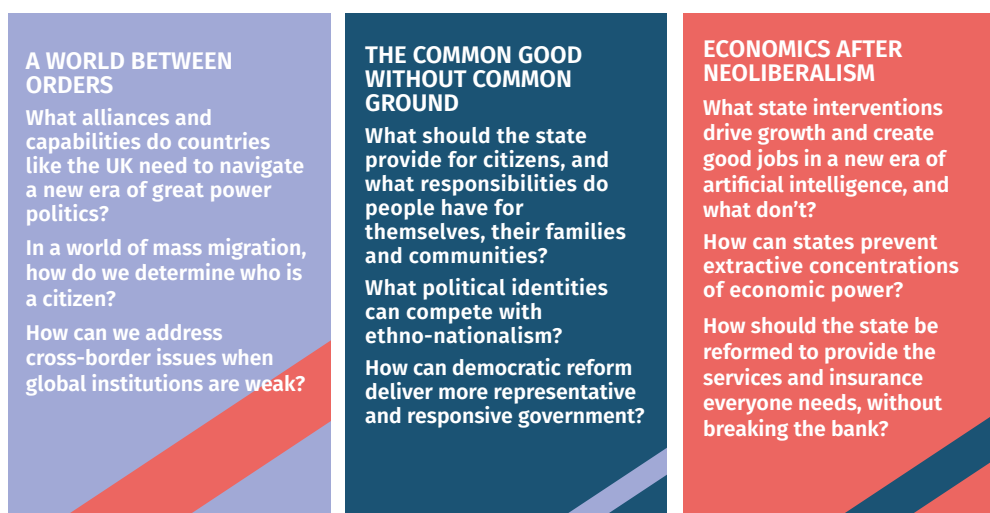 A WORLD BETWEEN
ORDERS
What alliances and
capabilities do countries
like the UK need to navigate
a new era of great power
politics?
In a world of mass migration,
how do we determine who is
a citizen?
How can we address
cross-border issues when
global institutions are weak?
THE COMMON GOOD
WITHOUT COMMON
GROUND
What should the state
provide for citizens, and
what responsibilities do
people have for
themselves, their families
and communities?
What political identities
can compete with
ethno-nationalism?
How can democratic reform
deliver more representative
and responsive government?
ECONOMICS AFTER
NEOLIBERALISM
What state interventions
drive growth and create
good jobs in a new era of
artificial intelligence, and
what don't?
How can states prevent
extractive concentrations
of economic power?
How should the state be
reformed to provide the
services and insurance
everyone needs, without
breaking the bank?